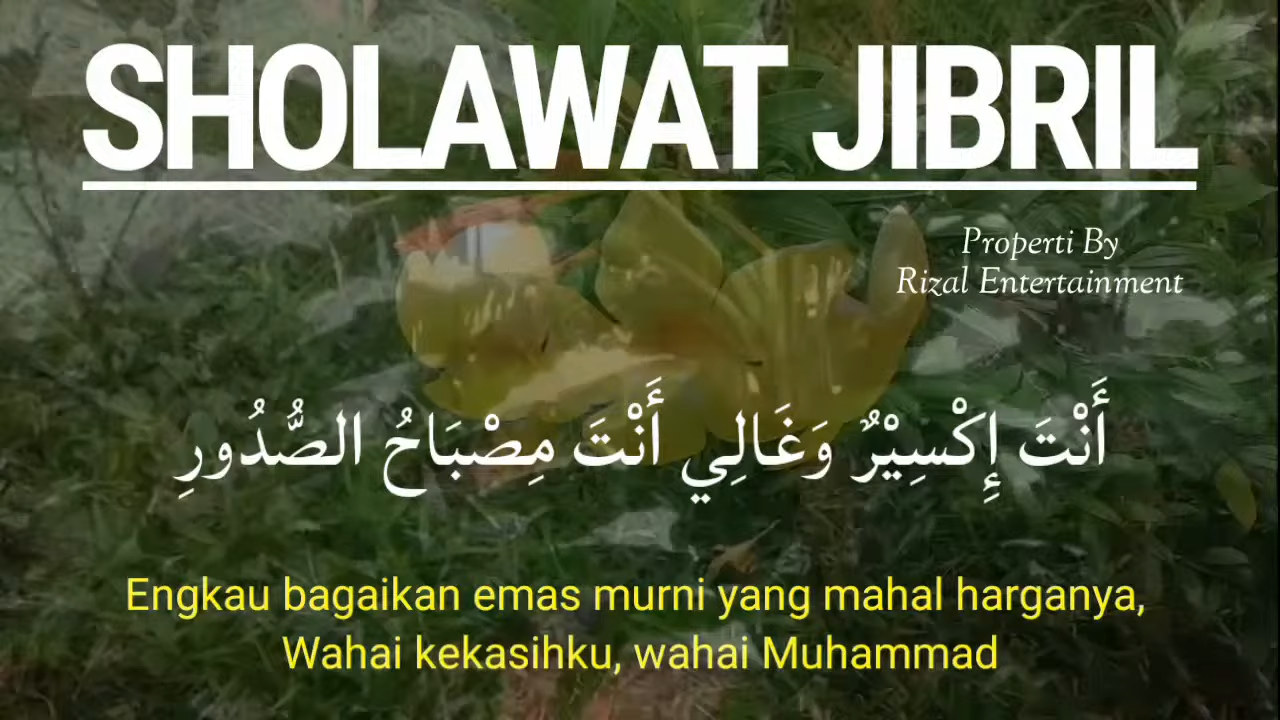 SHOLAWAT JIBRIL
Properti By
Rizal Entertainment
أَنْتَ إِكْسِيْرٌ وَغَالِي أَنْتَ مِصْبَاحُ الصُّدُورِ
Engkau bagaikan emas murni yang mahal harganya,
Wahai kekasihku, wahai Muhammad